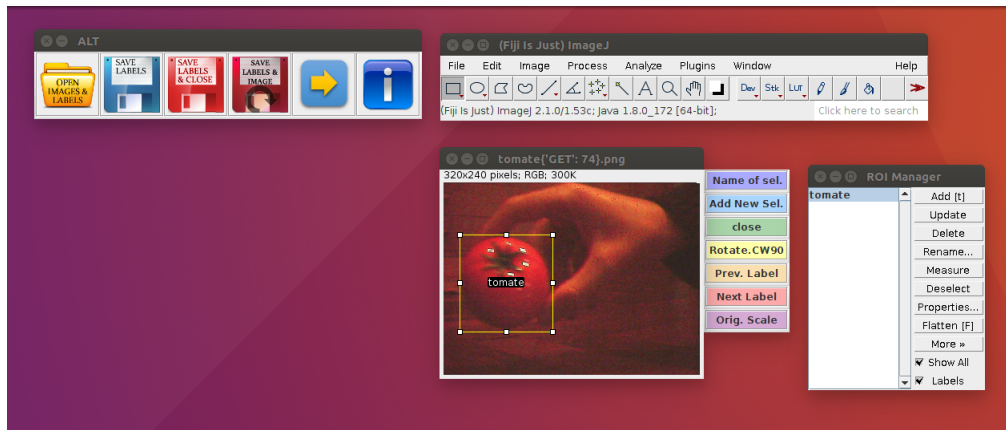 ALT
OPEN
IMAGES &
LABELS
SAVE
LABELS
SAVE
LABELS
& CLOSE
SAVE
LABELS &
IMAGE
(Fiji Is Just) ImageJ
File Edit Image Process Analyze Plugins Window Help
Dev Stk LUT
(Fiji Is Just) ImageJ 2.1.0/1.53c; Java 1.8.0_172 [64-bit];
Click here to search
tomate{'GET': 74}.png
320x240 pixels; RGB; 300K
tomate
Name of sel.
Add New Sel.
close
Rotate.CW90
Prev. Label
Next Label
Orig. Scale
ROI Manager
tomate
Add [t]
Update
Delete
Rename...
Measure
Deselect
Properties...
Flatten [F]
More »
Show All
Labels